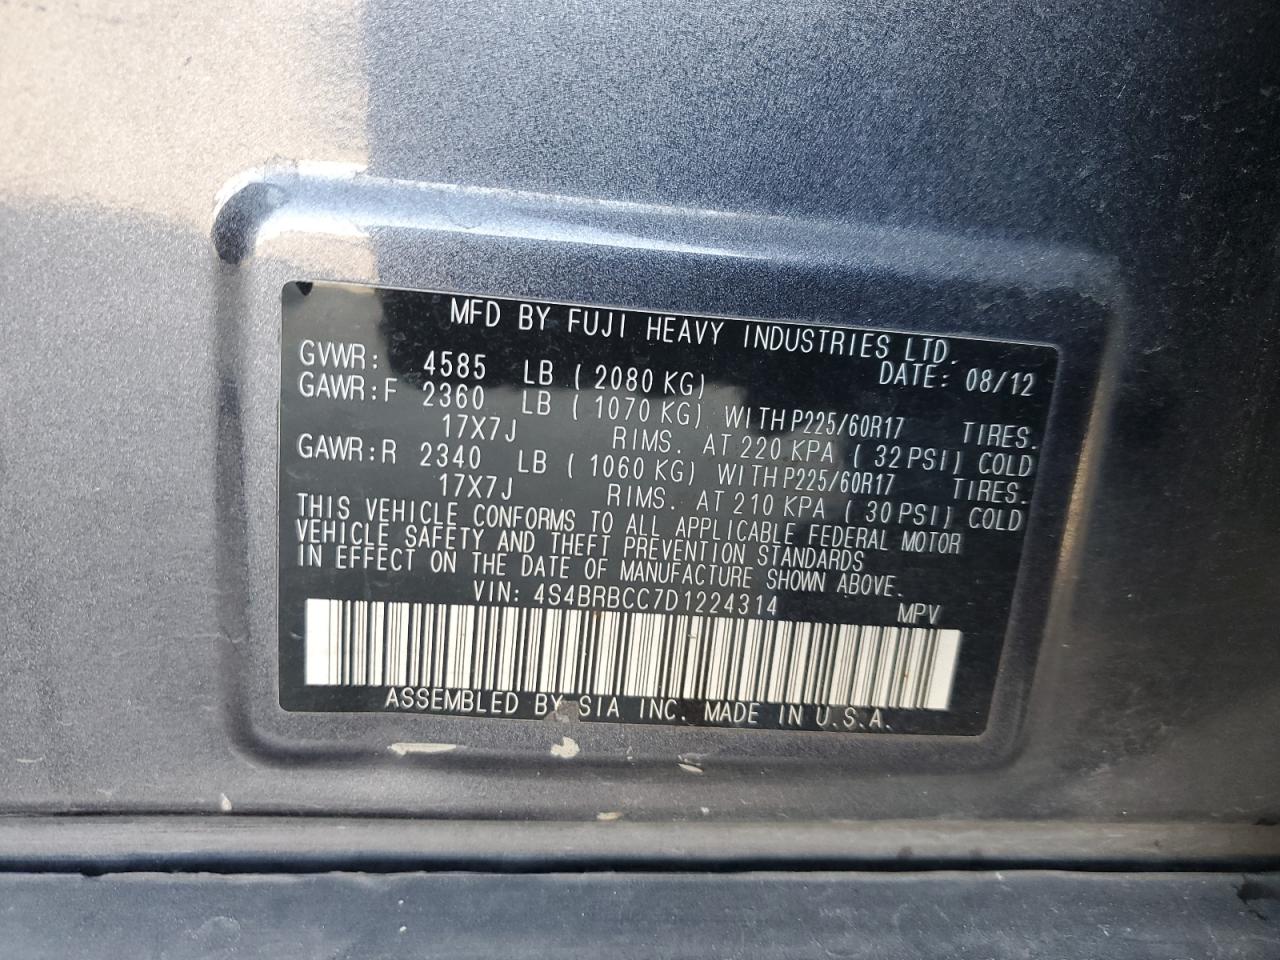 MFD BY FUJI HEAVY INDUSTRIES LTD.
GVWR: 4585 LB ( 2080 KG) DATE: 08/12
GAWR:F 2360 LB ( 1070 KG) WITH P225/60R17 TIRES.
17X7J RIMS. AT 220 KPA ( 32 PSI) COLD
GAWR:R 2340 LB ( 1060 KG) WITH P225/60R17 TIRES.
17X7J RIMS. AT 210 KPA ( 30 PSI) COLD
THIS VEHICLE CONFORMS TO ALL APPLICABLE FEDERAL MOTOR
VEHICLE SAFETY AND THEFT PREVENTION STANDARDS
IN EFFECT ON THE DATE OF MANUFACTURE SHOWN ABOVE.
VIN: 4S4BRBCC7D1224314 MPV
ASSEMBLED BY SIA INC. MADE IN U.S.A.